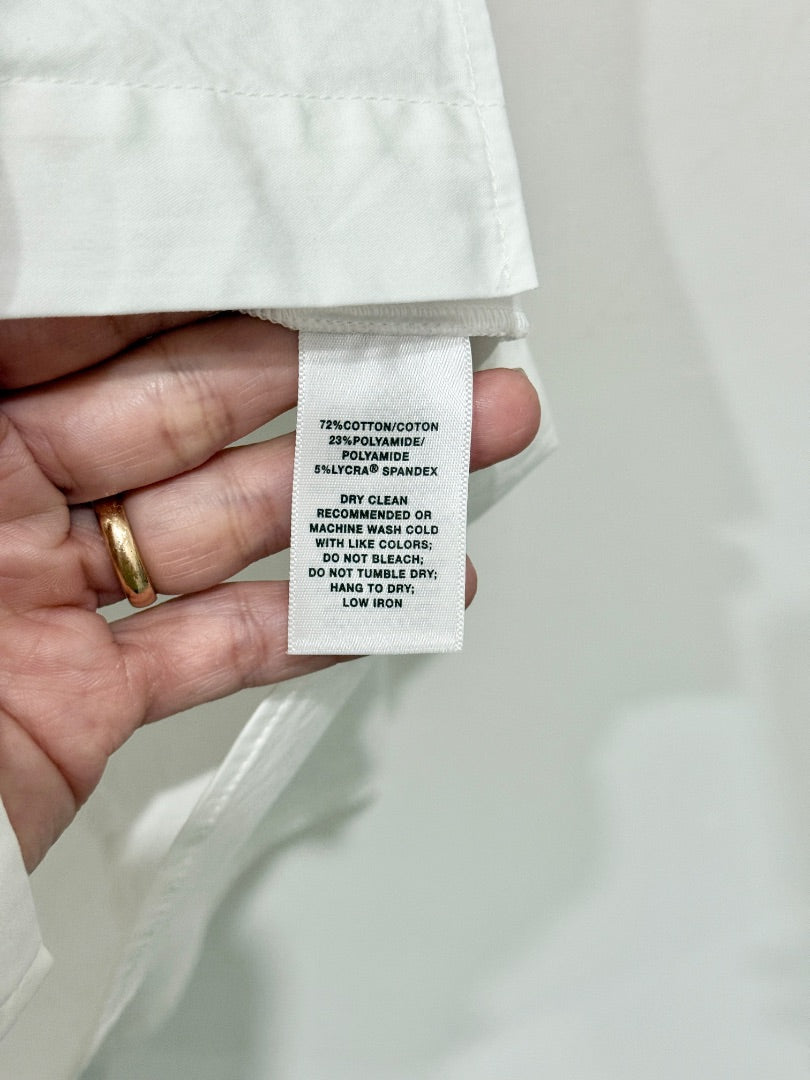 72%COTTON/COTON
23%POLYAMIDE/
POLYAMIDE
5%LYCRA® SPANDEX
DRY CLEAN
RECOMMENDED OR
MACHINE WASH COLD
WITH LIKE COLORS;
DO NOT BLEACH;
DO NOT TUMBLE DRY;
HANG TO DRY;
LOW IRON